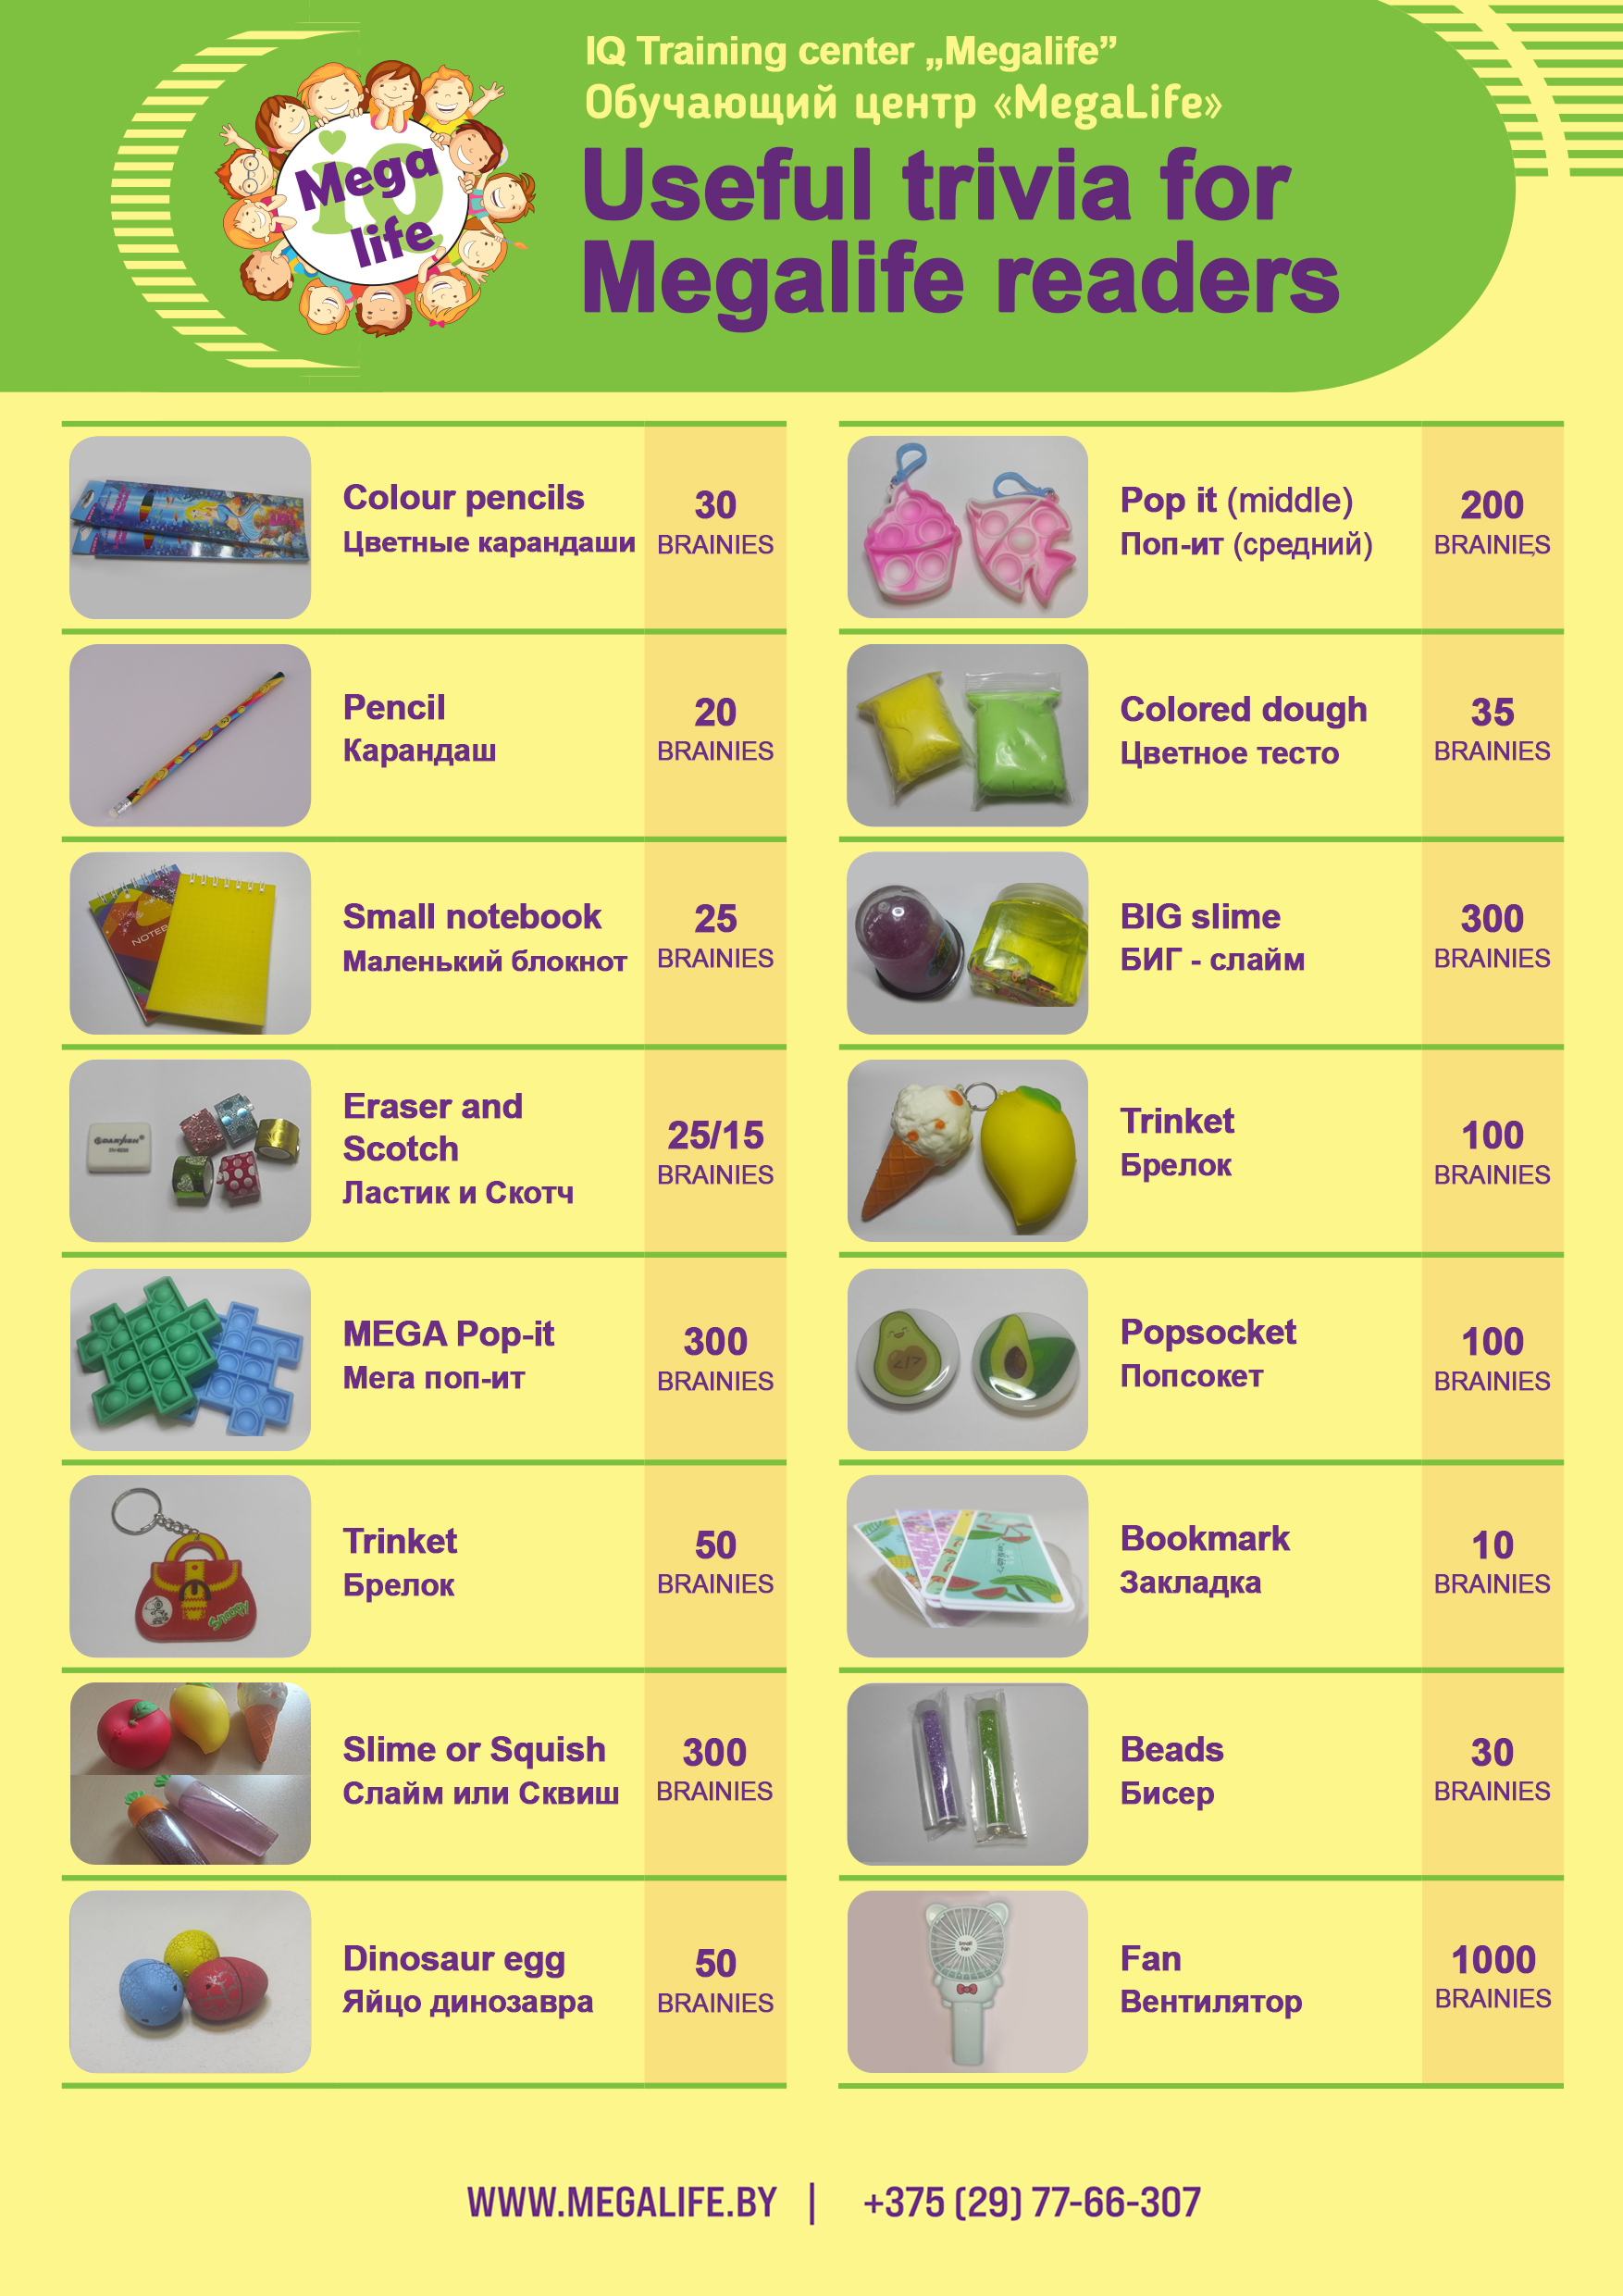 IQ Training center „Megalife”
Обучающий центр «MegaLife»
iQ
Mega
life
Useful trivia for
Megalife readers
Colour pencils
Цветные карандаши
30
BRAINIES
Pencil
Карандаш
20
BRAINIES
NOTEB
Small notebook
Маленький блокнот
25
BRAINIES
Eraser and
Scotch
Ластик и Скотч
25/15
BRAINIES
MEGA Pop-it
Мега поп-ит
300
BRAINIES
Trinket
Брелок
50
BRAINIES
Slime or Squish
Слайм или Сквиш
300
BRAINIES
Dinosaur egg
Яйцо динозавра
50
BRAINIES
Pop it (middle)
Поп-ит (средний)
200
BRAINIES
Colored dough
Цветное тесто
35
BRAINIES
BIG slime
БИГ - слайм
300
BRAINIES
Trinket
Брелок
100
BRAINIES
Popsocket
Попсокет
100
BRAINIES
Bookmark
Закладка
10
BRAINIES
Beads
Бисер
30
BRAINIES
Small
Fan
Fan
Вентилятор
1000
BRAINIES
WWW.MEGALIFE.BY | +375 (29) 77-66-307